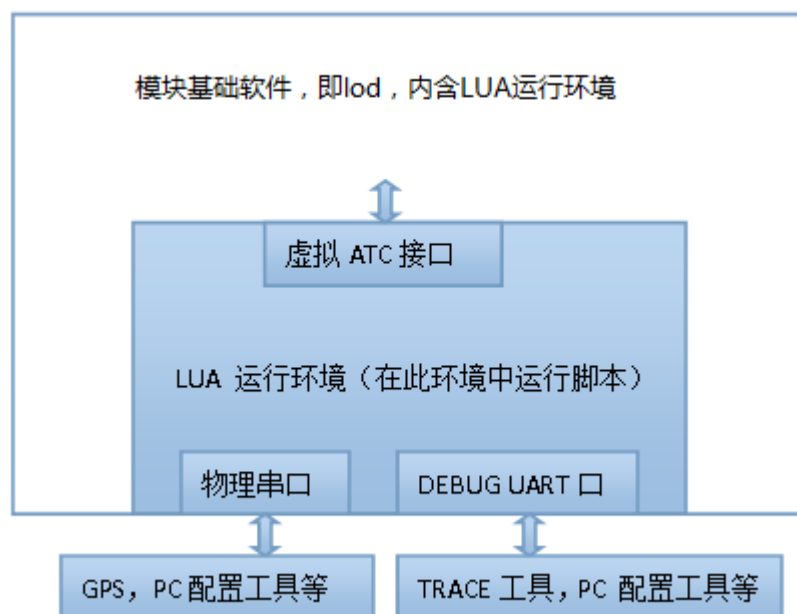 模块基础软件，即lod，内含LUA运行环境
虚拟 ATC 接口
LUA 运行环境（在此环境中运行脚本）
物理串口
DEBUG UART 口
GPS，PC 配置工具等
TRACE 工具，PC 配置工具等